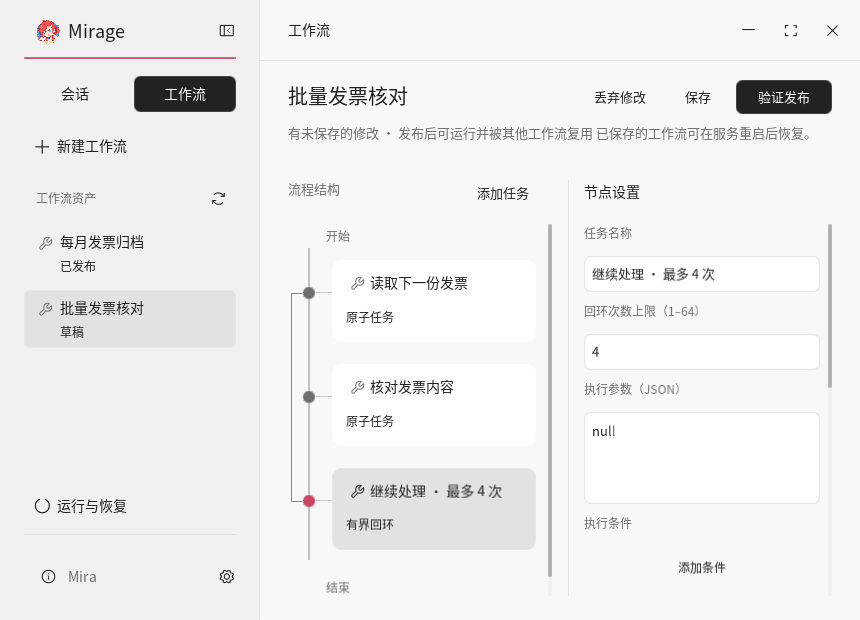 Mirage
会话
工作流
新建工作流
工作流资产
每月发票归档
已发布
批量发票核对
草稿
运行与恢复
Mira
工作流
批量发票核对
丢弃修改
保存
验证发布
有未保存的修改 · 发布后可运行并被其他工作流复用 已保存的工作流可在服务重启后恢复。
流程结构
添加任务
开始
读取下一份发票
原子任务
核对发票内容
原子任务
继续处理 · 最多 4 次
有界回环
结束
节点设置
任务名称
继续处理 · 最多 4 次
回环次数上限（1–64）
4
执行参数（JSON）
null
执行条件
添加条件